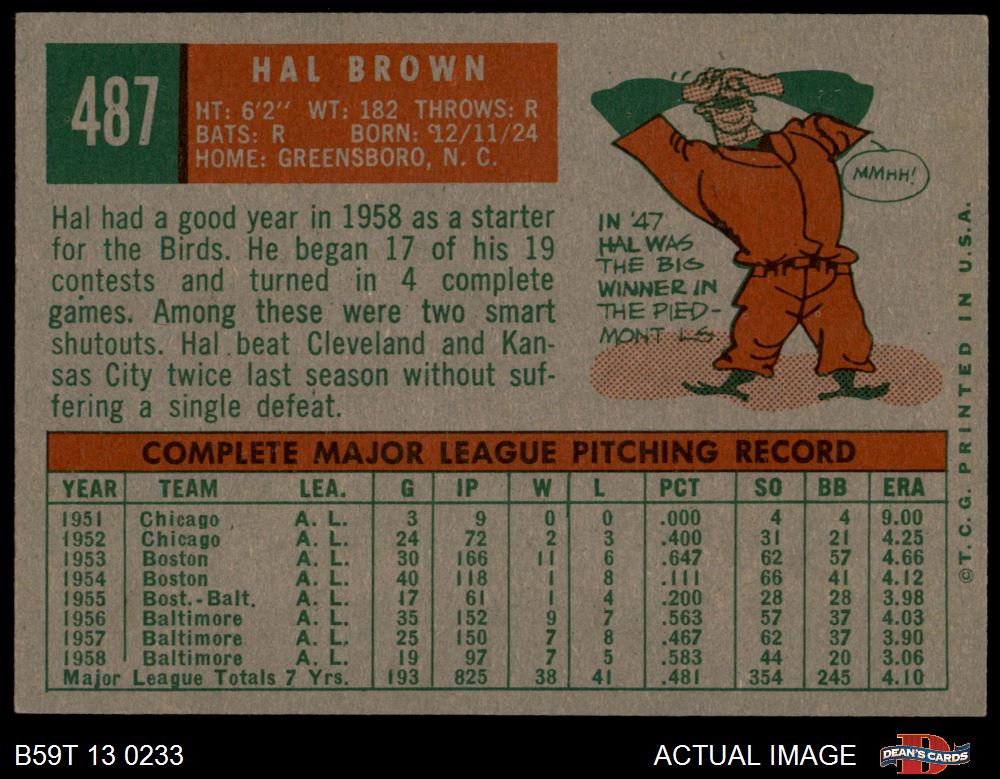 487
HAL BROWN
HT: 6'2" WT: 182 THROWS: R
BATS: R BORN: 12/11/24
HOME: GREENSBORO, N. C.
Hal had a good year in 1958 as a starter
for the Birds. He began 17 of his 19
contests and turned in 4 complete
games. Among these were two smart
shutouts. Hal beat Cleveland and Kan-
sas City twice last season without suf-
fering a single defeat.
MMHH!
IN '47
HAL WAS
THE BIG
WINNER IN
THE PIED-
MONT LG
©T. C. G. PRINTED IN U.S.A.
COMPLETE MAJOR LEAGUE PITCHING RECORD
YEAR TEAM LEA. G IP W L PCT SO BB ERA
1951 Chicago A. L. 3 9 0 0 .000 4 4 9.00
1952 Chicago A. L. 24 72 2 3 .400 31 21 4.25
1953 Boston A. L. 30 166 11 6 .647 62 57 4.66
1954 Boston A. L. 40 118 1 8 .111 66 41 4.12
1955 Bost.-Balt. A. L. 17 61 1 4 .200 28 28 3.98
1956 Baltimore A. L. 35 152 9 7 .563 57 37 4.03
1957 Baltimore A. L. 25 150 7 8 .467 62 37 3.90
1958 Baltimore A. L. 19 97 7 5 .583 44 20 3.06
Major League Totals 7 Yrs. 193 825 38 41 .481 354 245 4.10
B59T 13 0233
ACTUAL IMAGE
DEAN'S CARDS